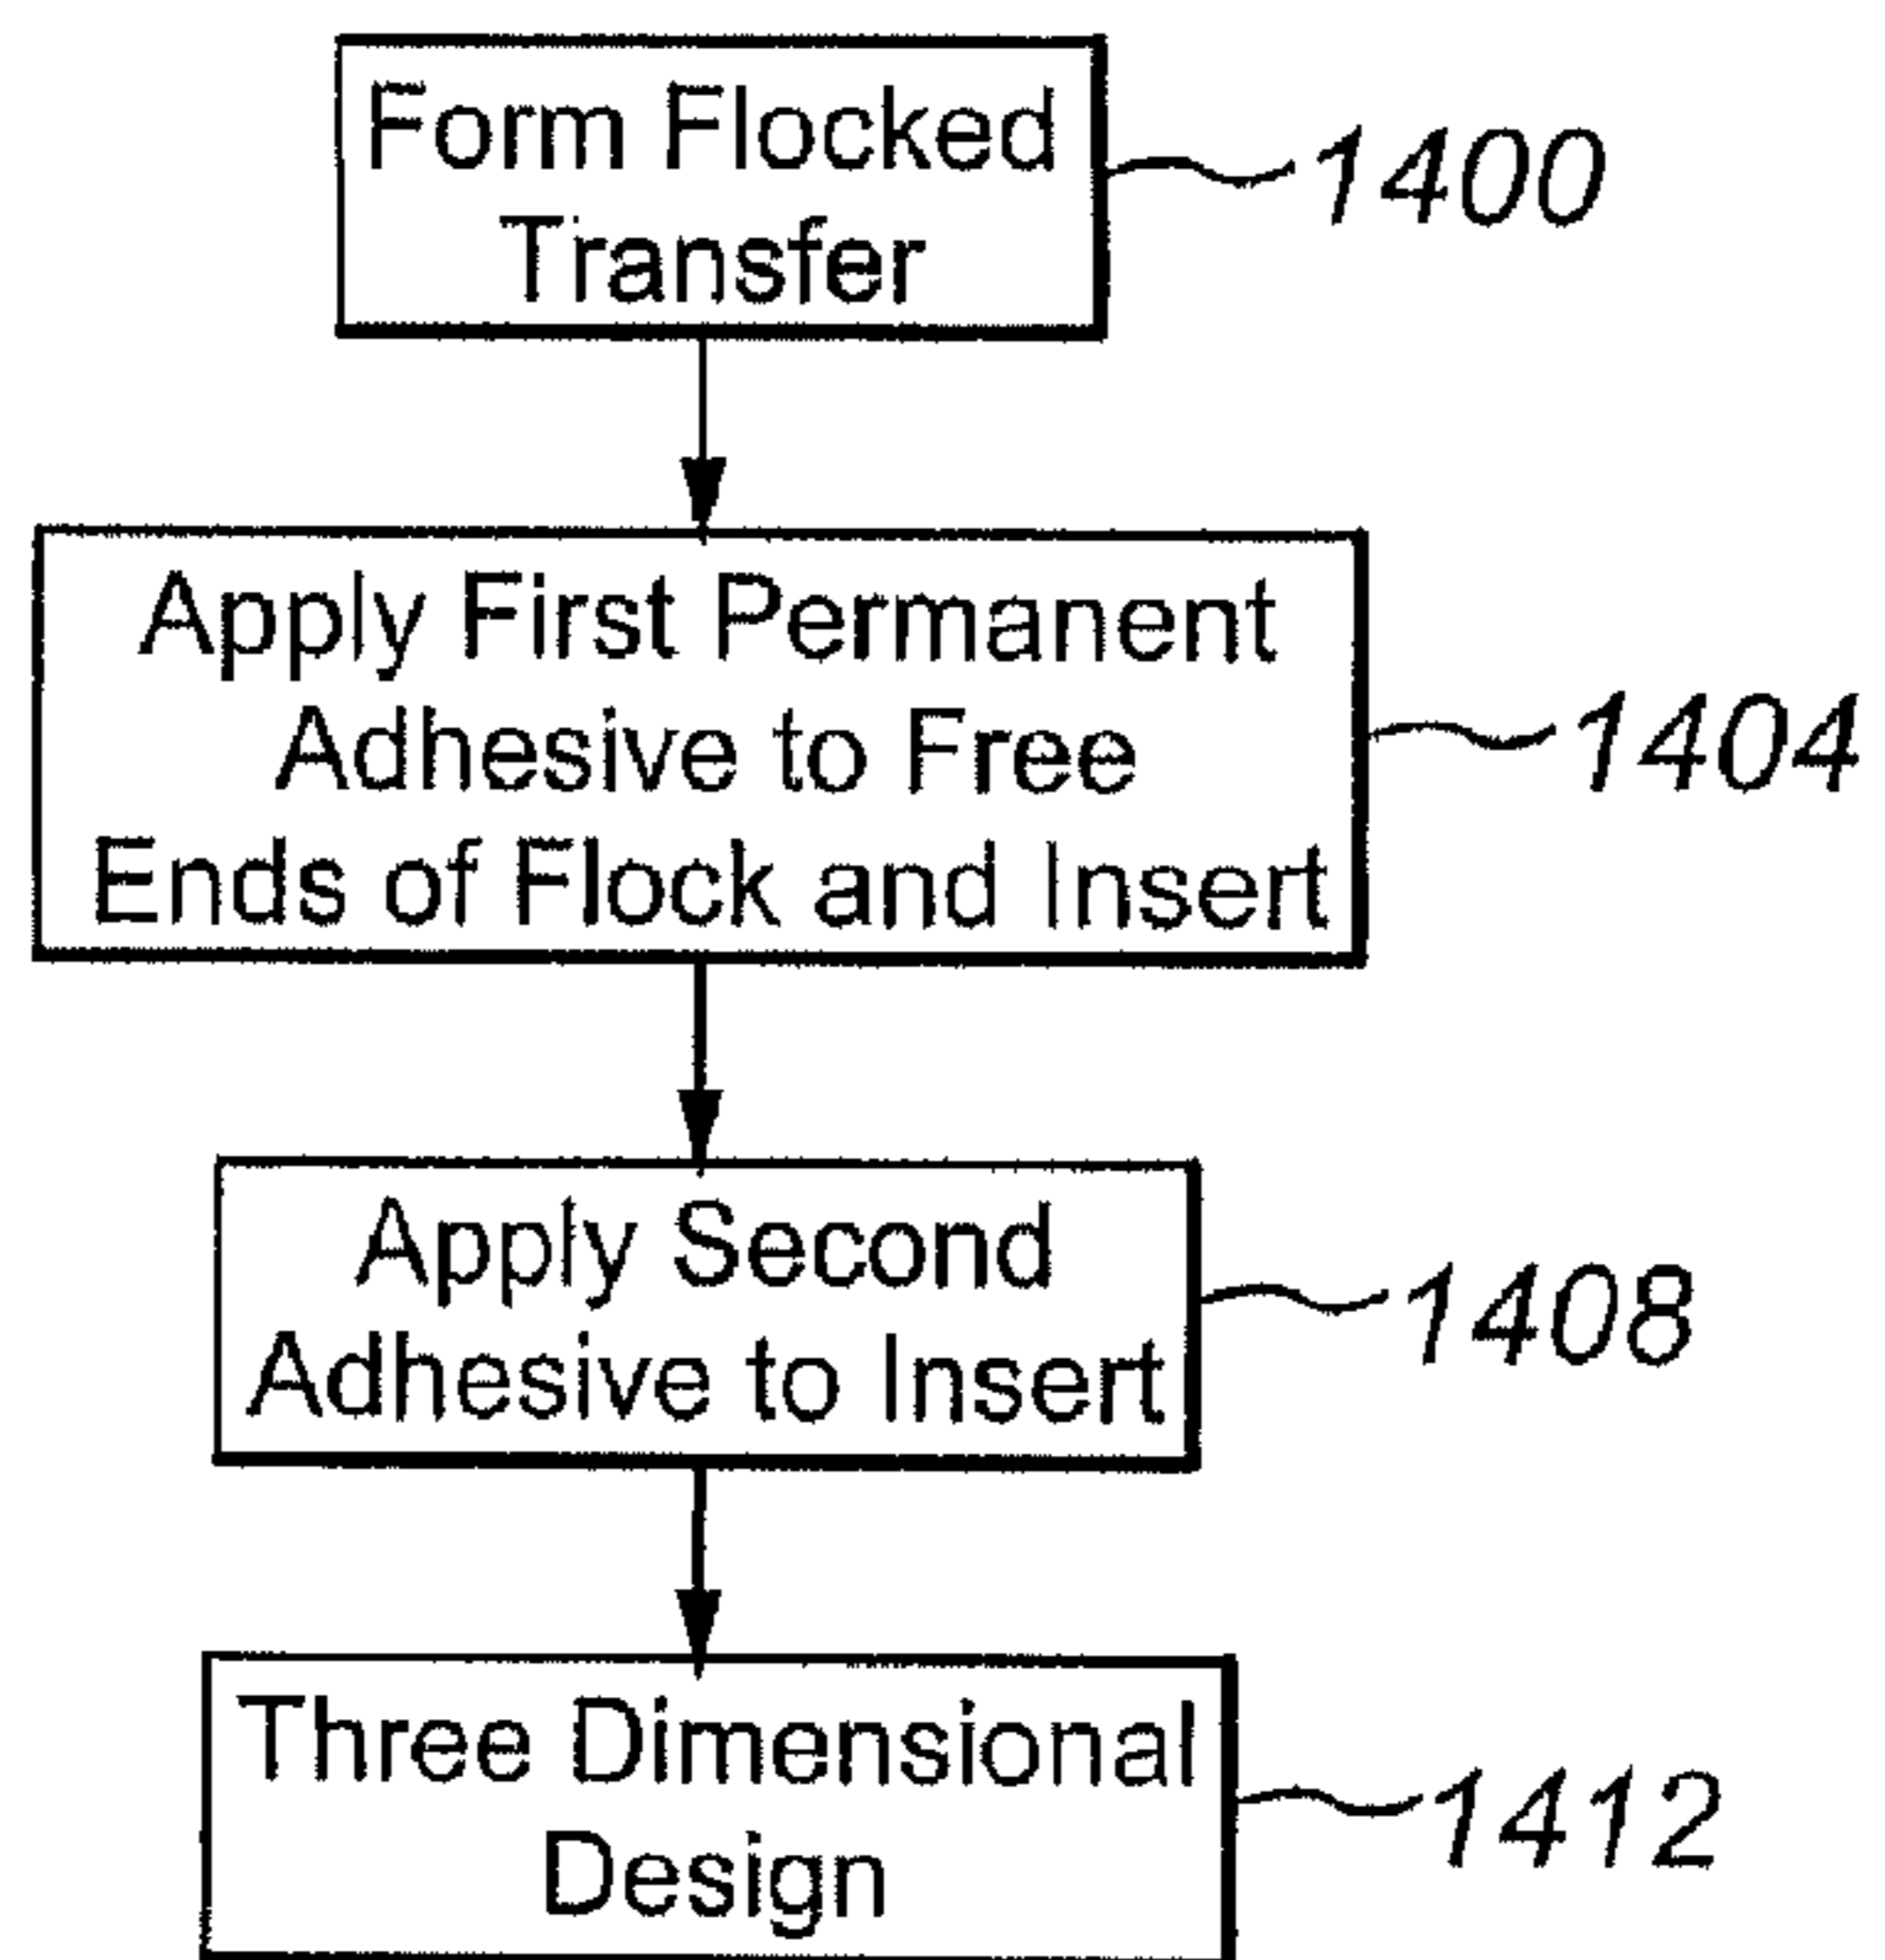 Form Flocked
Transfer
1400
Apply First Permanent
Adhesive to Free
Ends of Flock and Insert
1404
Apply Second
Adhesive to Insert
1408
Three Dimensional
Design
1412